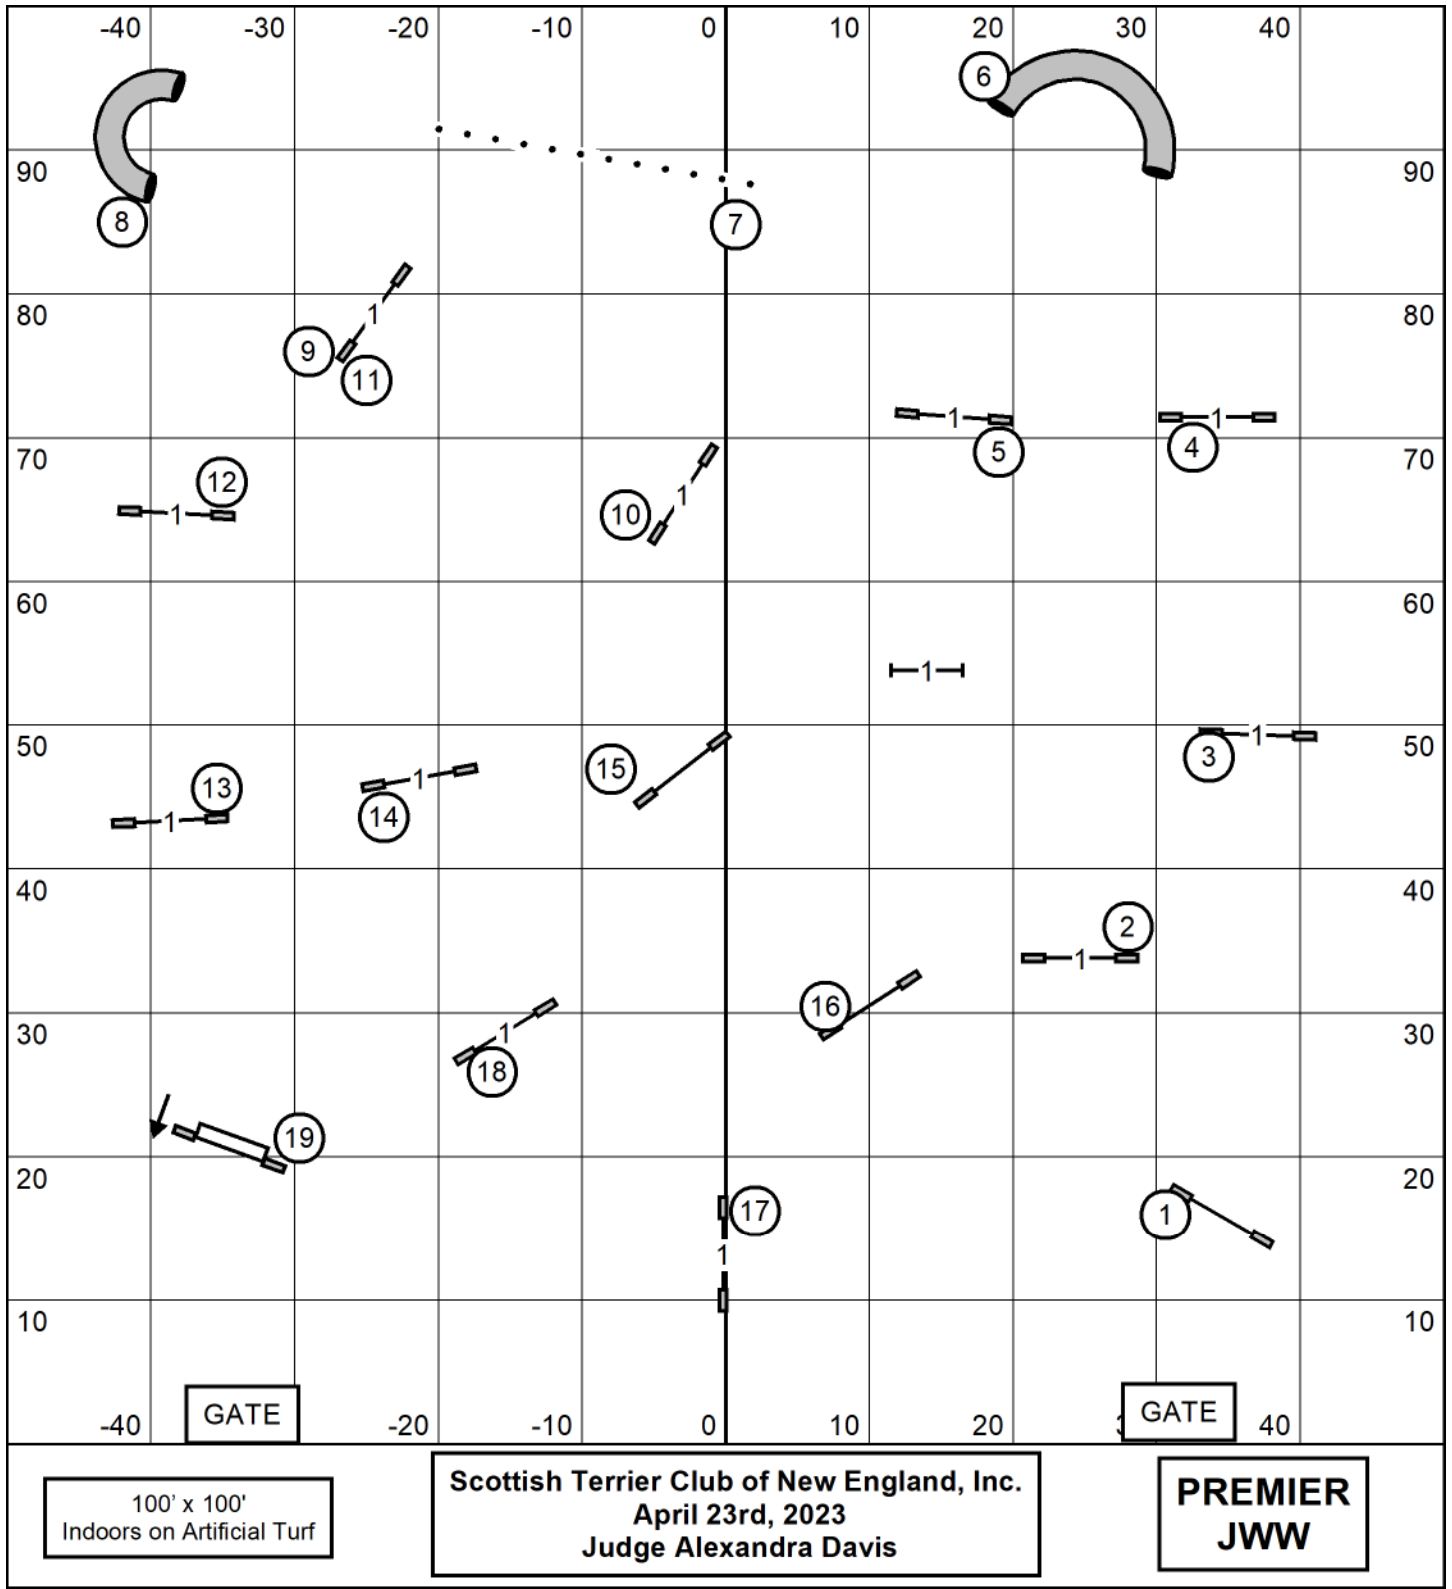 -40 -30 -20 -10 0 10 20 30 40
6
90 90
8 7
80 1 80
9 11
1 1
70 5 4 70
12
1 1
10
60 60
1
50 1 50
15 3
13 1
1 14
40 40
2
1
16
30 1 30
18
19
20 20
17 1
1
10 10
GATE GATE
-40 -20 -10 0 10 20 40
100' x 100'
Indoors on Artificial Turf
Scottish Terrier Club of New England, Inc.
April 23rd, 2023
Judge Alexandra Davis
PREMIER
JWW